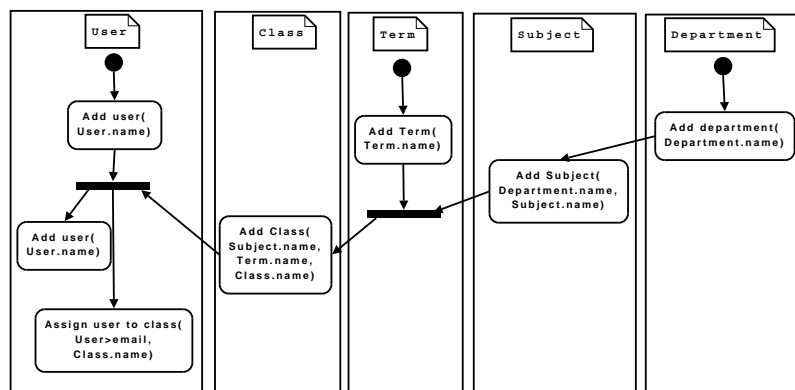 User
Class
Term
Subject
Department
Add user(
User.name)
Add Term(
Term.name)
Add department(
Department.name)
Add Subject(
Department.name,
Subject.name)
Add user(
User.name)
Add Class(
Subject.name,
Term.name,
Class.name)
Assign user to class(
User>email,
Class.name)